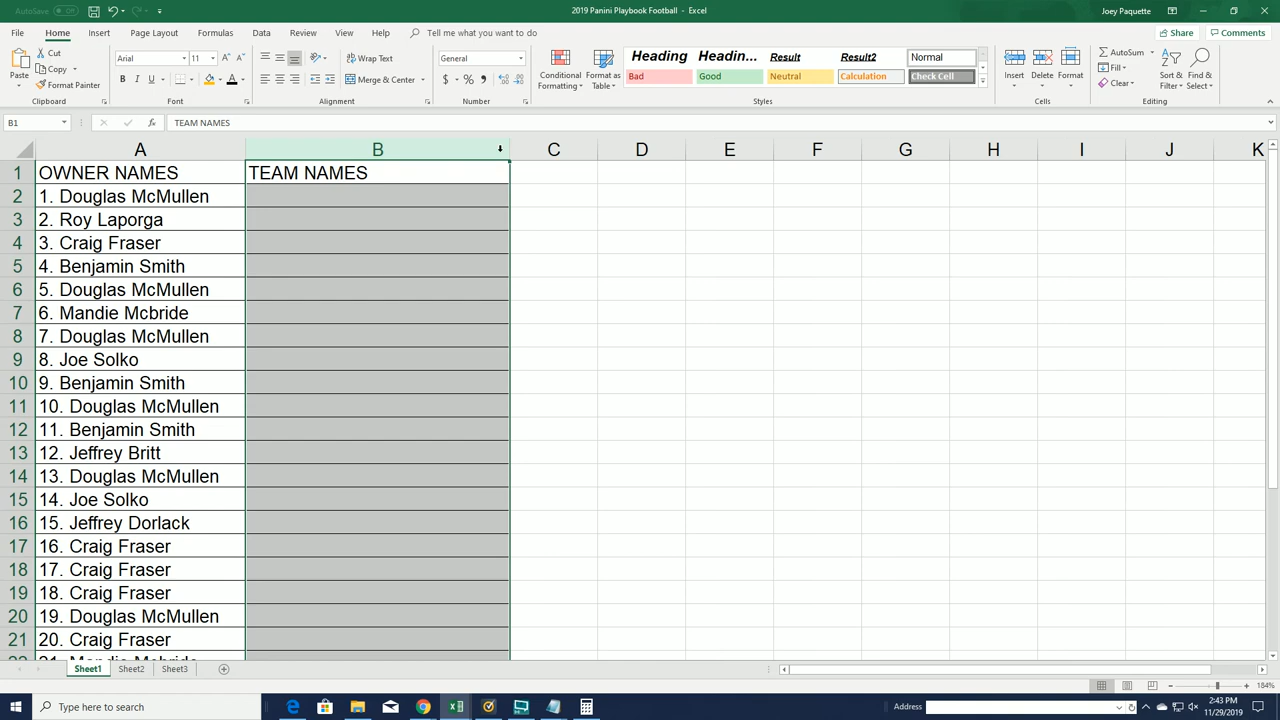 AutoSave Off
2019 Panini Playbook Football - Excel
Joey Paquette
File Home Insert Page Layout Formulas Data Review View Help Tell me what you want to do
Share Comments
Paste
Cut
Copy
Format Painter
Clipboard
Arial 11
B I U
Font
Wrap Text
Merge & Center
Alignment
General
$ % ,
Number
Conditional Formatting
Format as Table
Heading Headin... Result Result2 Normal
Bad Good Neutral Calculation Check Cell
Styles
Insert Delete Format
Cells
AutoSum
Fill
Clear
Sort & Filter
Find & Select
Editing
B1 fx TEAM NAMES
A B C D E F G H I J K
1 OWNER NAMES TEAM NAMES
2 1. Douglas McMullen
3 2. Roy Laporga
4 3. Craig Fraser
5 4. Benjamin Smith
6 5. Douglas McMullen
7 6. Mandie Mcbride
8 7. Douglas McMullen
9 8. Joe Solko
10 9. Benjamin Smith
11 10. Douglas McMullen
12 11. Benjamin Smith
13 12. Jeffrey Britt
14 13. Douglas McMullen
15 14. Joe Solko
16 15. Jeffrey Dorlack
17 16. Craig Fraser
18 17. Craig Fraser
19 18. Craig Fraser
20 19. Douglas McMullen
21 20. Craig Fraser
22 21. Mandie Mcbride
Sheet1 Sheet2 Sheet3
184%
Type here to search
Address
2:43 PM
11/29/2019